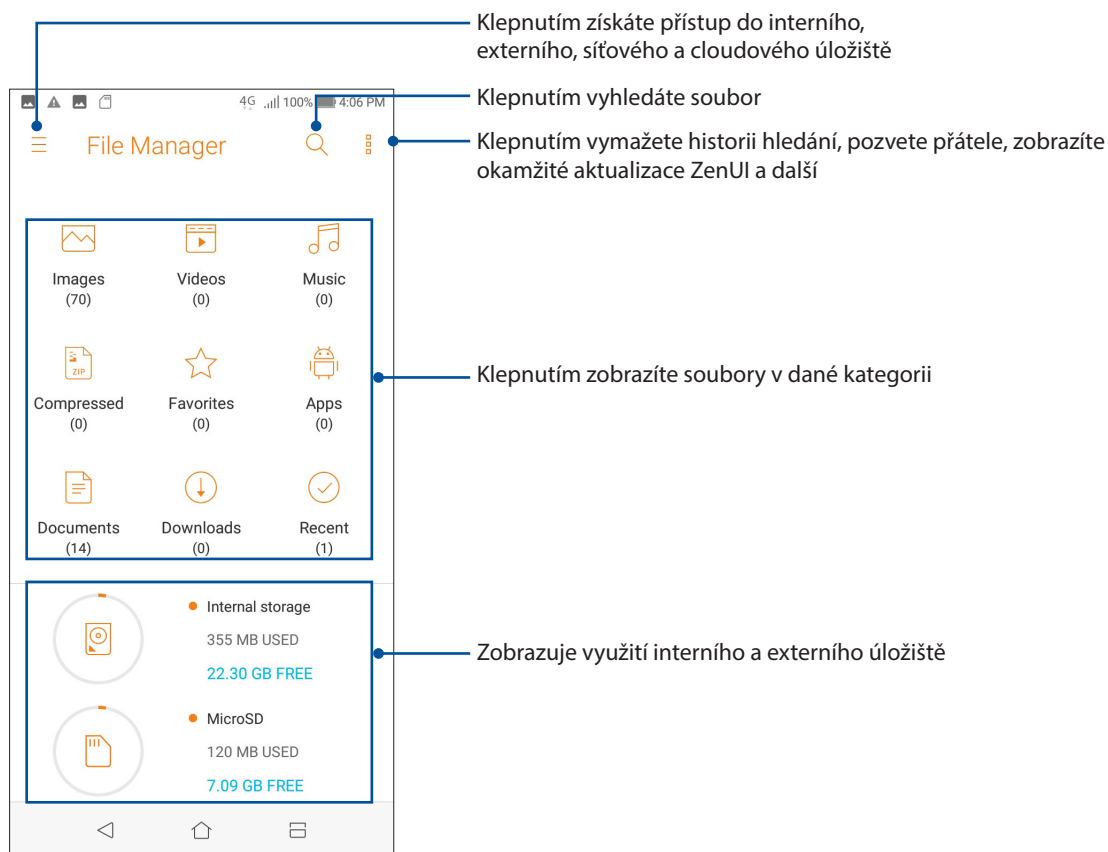 Klepnutím získáte přístup do interního,
externího, síťového a cloudového úložiště
4G 100% 4:06 PM
Klepnutím vyhledáte soubor
File Manager
Klepnutím vymažete historii hledání, pozvete přátele, zobrazíte
okamžité aktualizace ZenUI a další
Images Videos Music
(70) (0) (0)
ZIP
Klepnutím zobrazíte soubory v dané kategorii
Compressed Favorites Apps
(0) (0) (0)
Documents Downloads Recent
(14) (0) (1)
Internal storage
355 MB USED
22.30 GB FREE
Zobrazuje využití interního a externího úložiště
MicroSD
120 MB USED
7.09 GB FREE